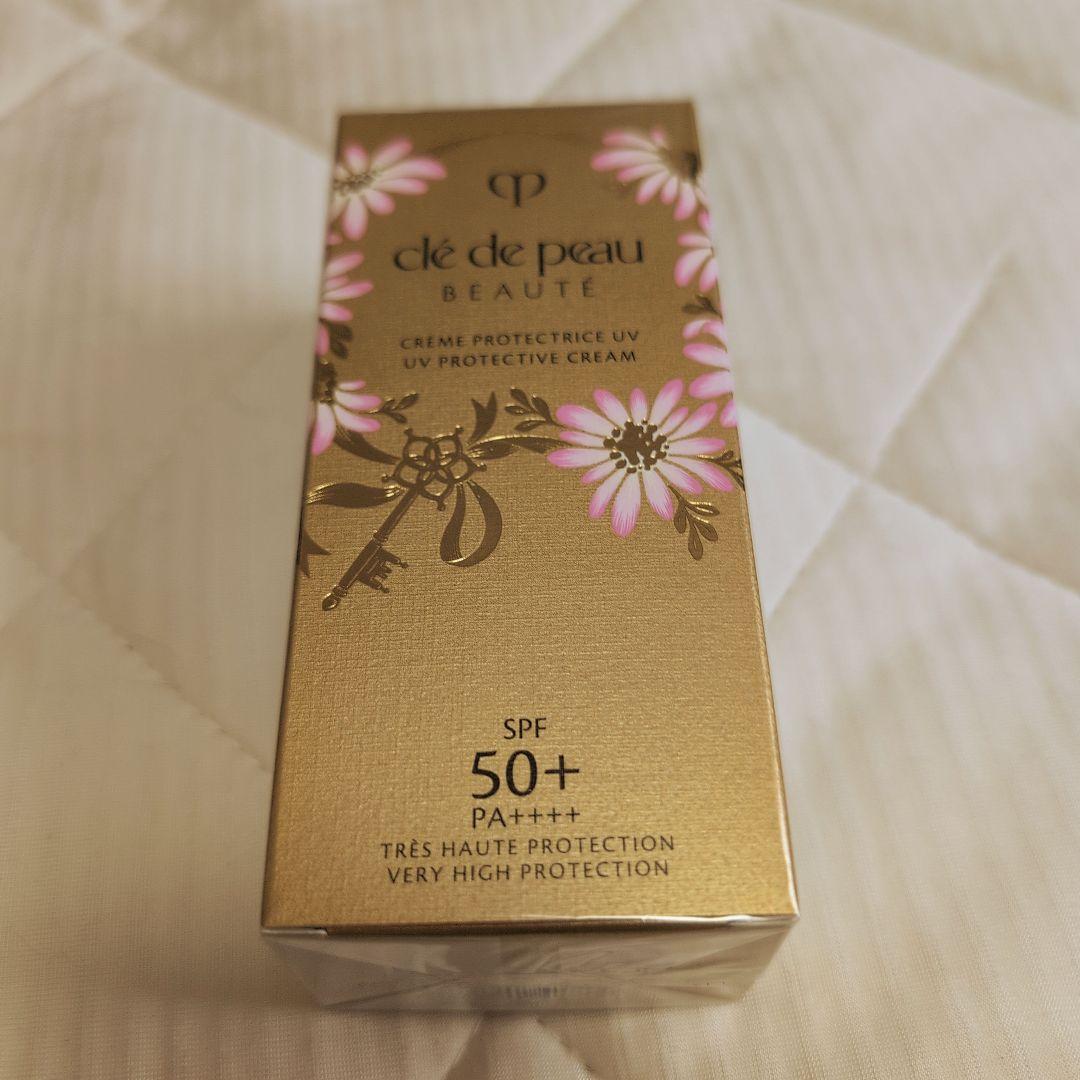 clé de peau
BEAUTÉ
CRÈME PROTECTRICE UV
UV PROTECTIVE CREAM
SPF
50+
PA++++
TRÈS HAUTE PROTECTION
VERY HIGH PROTECTION